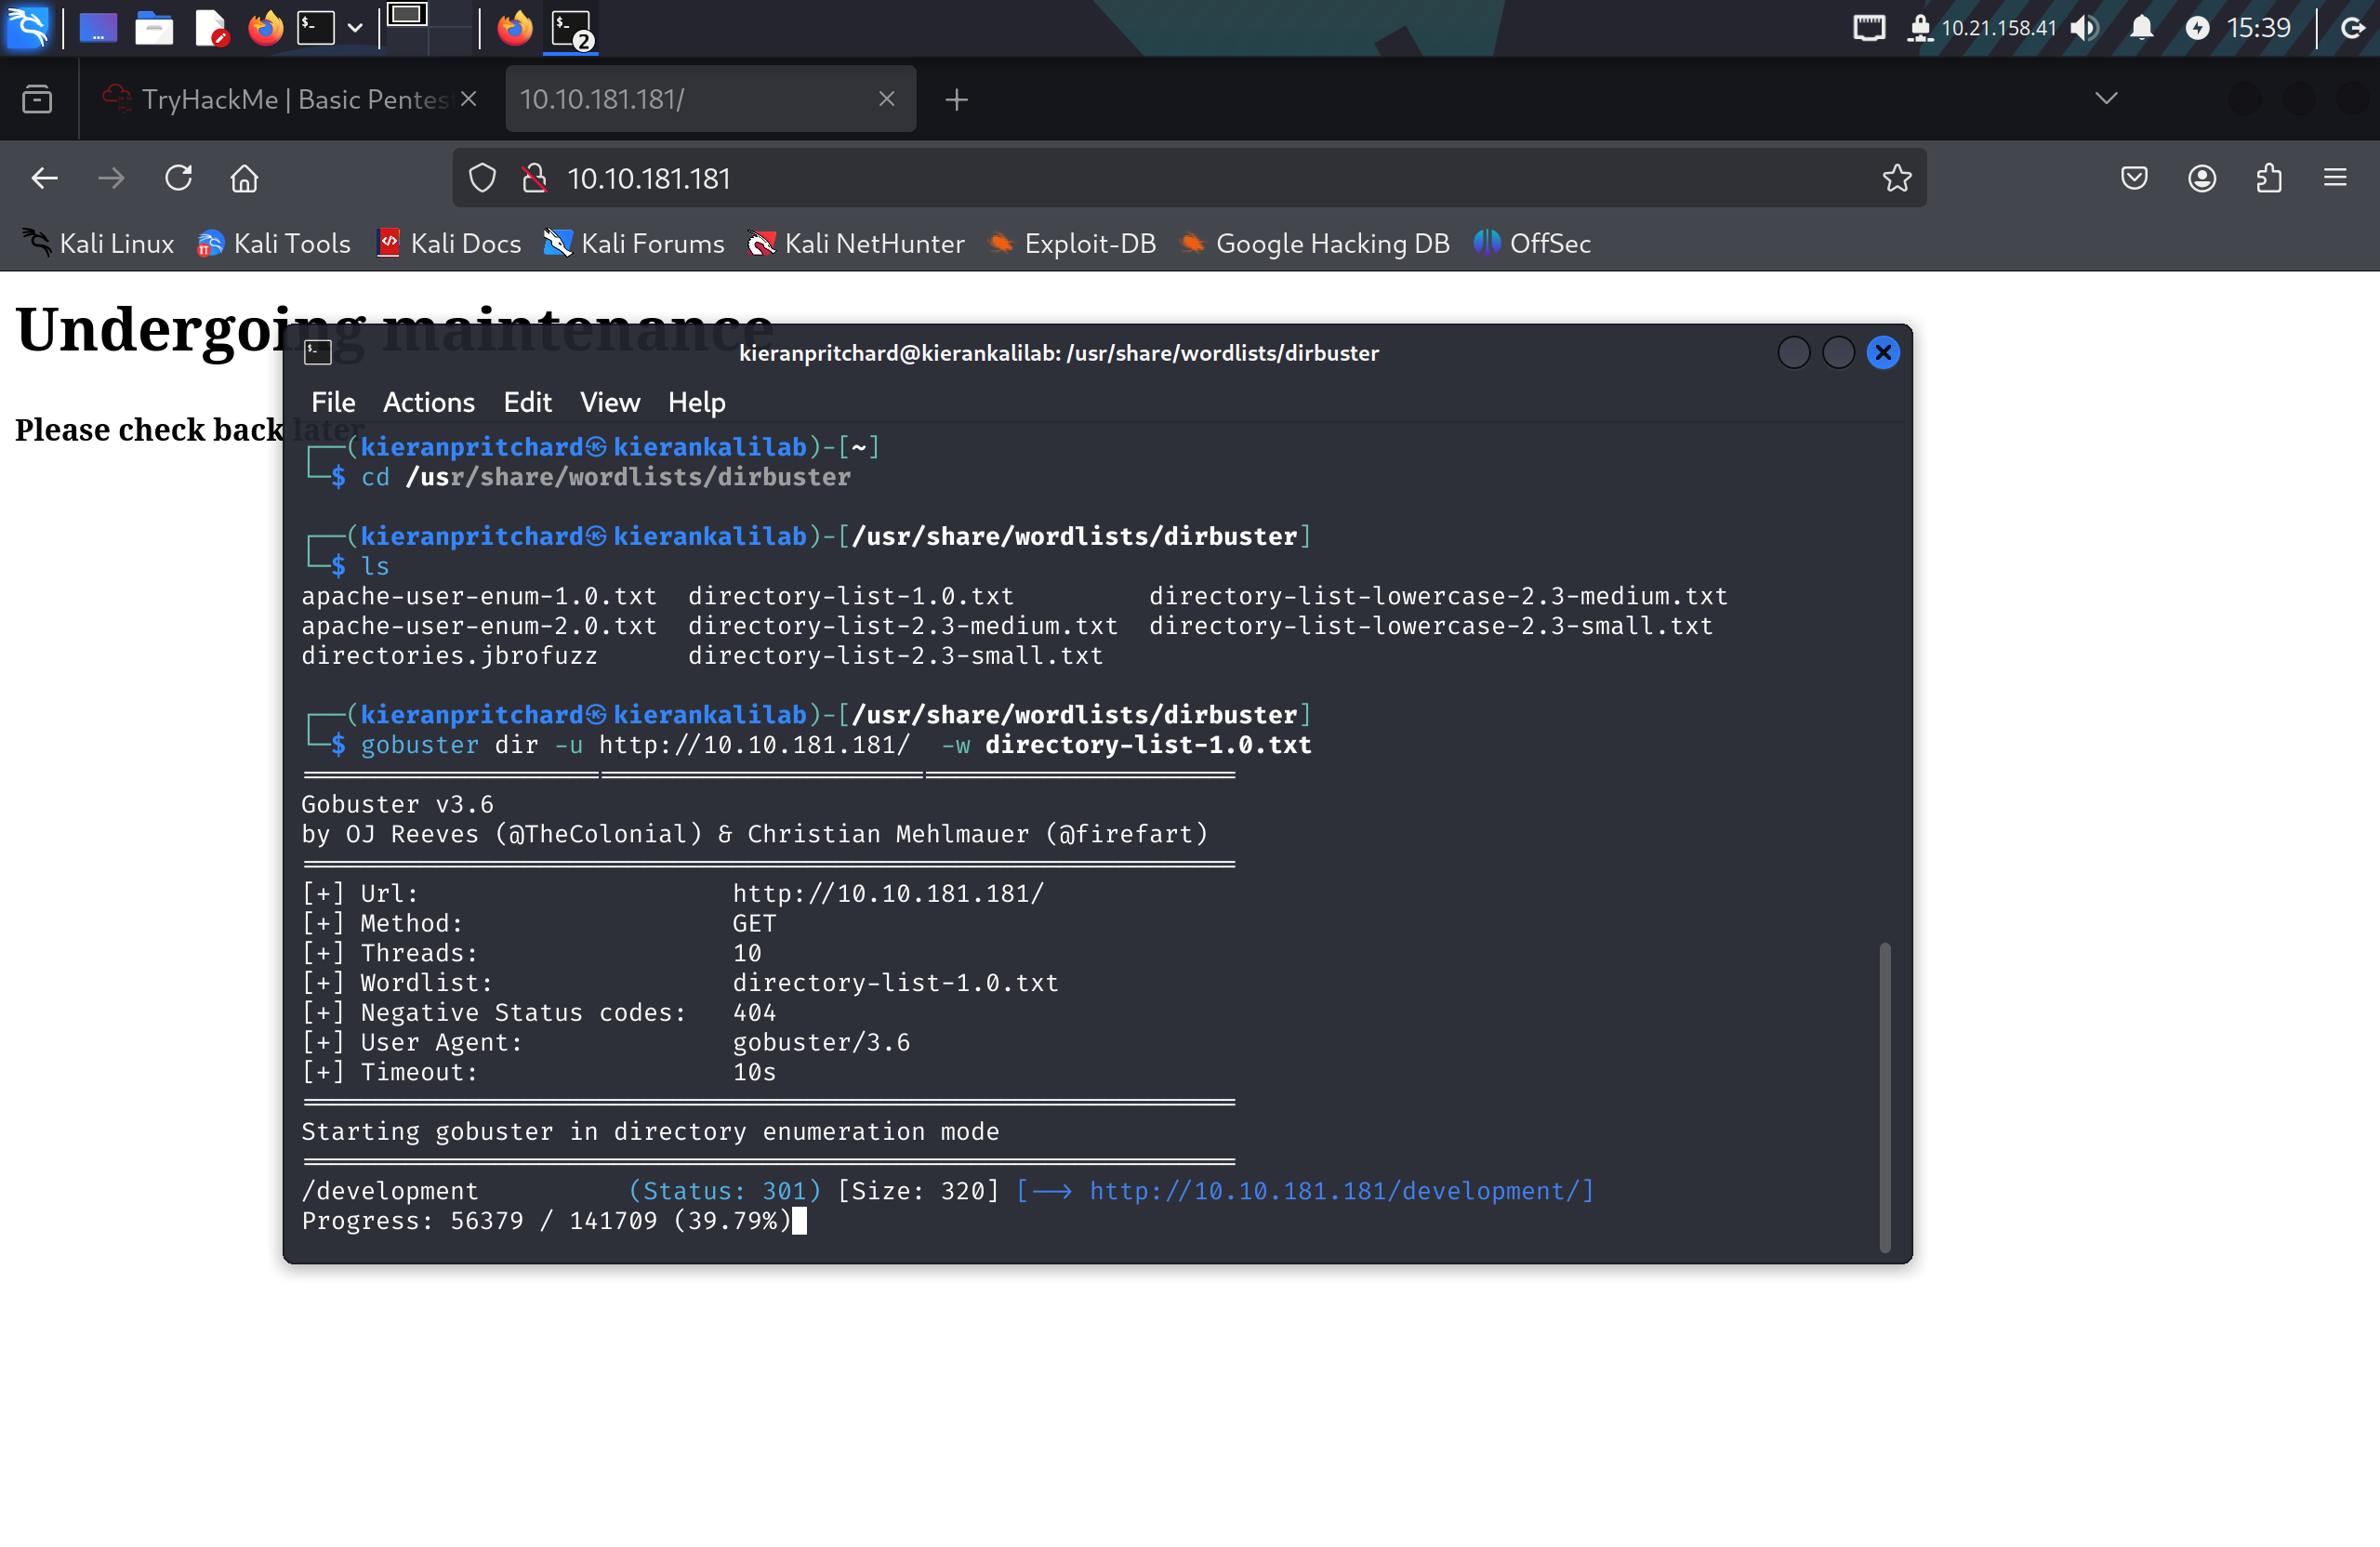 10.21.158.41 15:39
2
TryHackMe | Basic Pentes
10.10.181.181/
10.10.181.181
Kali Linux Kali Tools Kali Docs Kali Forums Kali NetHunter Exploit-DB Google Hacking DB OffSec
Undergoing maintenance
Please check back later
kieranpritchard@kierankalilab: /usr/share/wordlists/dirbuster
File Actions Edit View Help
┌──(kieranpritchard㉿kierankalilab)-[~]
└─$ cd /usr/share/wordlists/dirbuster
┌──(kieranpritchard㉿kierankalilab)-[/usr/share/wordlists/dirbuster]
└─$ ls
apache-user-enum-1.0.txt directory-list-1.0.txt directory-list-lowercase-2.3-medium.txt
apache-user-enum-2.0.txt directory-list-2.3-medium.txt directory-list-lowercase-2.3-small.txt
directories.jbrofuzz directory-list-2.3-small.txt
┌──(kieranpritchard㉿kierankalilab)-[/usr/share/wordlists/dirbuster]
└─$ gobuster dir -u http://10.10.181.181/ -w directory-list-1.0.txt
===============================================================
Gobuster v3.6
by OJ Reeves (@TheColonial) & Christian Mehlmauer (@firefart)
===============================================================
[+] Url: http://10.10.181.181/
[+] Method: GET
[+] Threads: 10
[+] Wordlist: directory-list-1.0.txt
[+] Negative Status codes: 404
[+] User Agent: gobuster/3.6
[+] Timeout: 10s
===============================================================
Starting gobuster in directory enumeration mode
===============================================================
/development (Status: 301) [Size: 320] [--> http://10.10.181.181/development/]
Progress: 56379 / 141709 (39.79%)